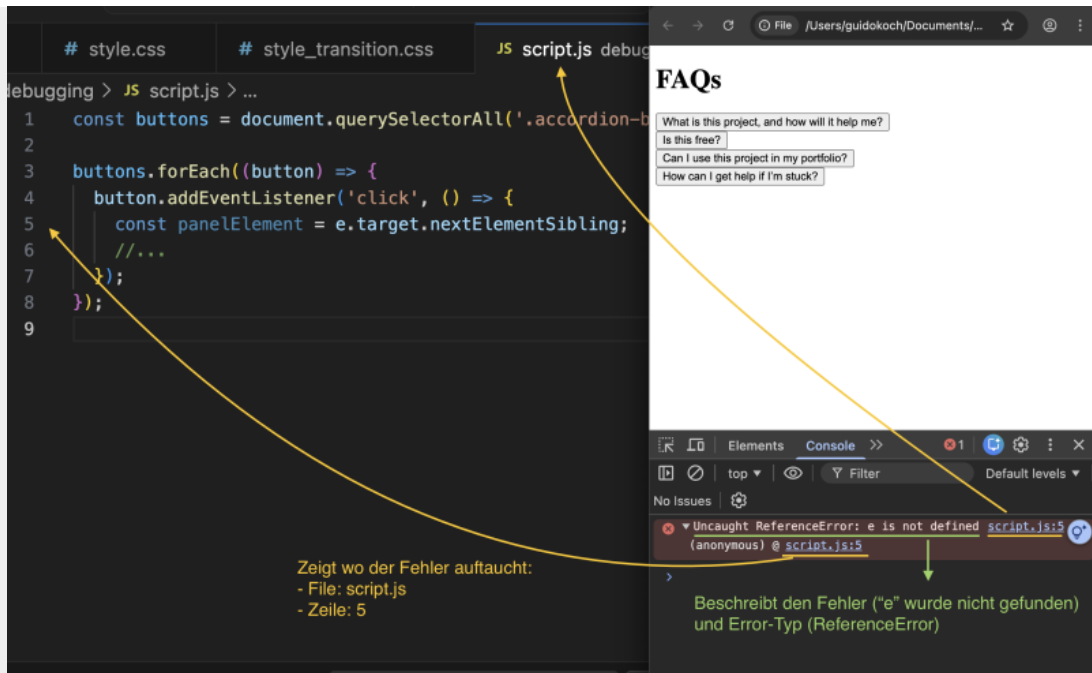 # style.css
# style_transition.css
JS script.js debug
debugging > JS script.js > ...
1 const buttons = document.querySelectorAll('.accordion-b
2
3 buttons.forEach((button) => {
4 button.addEventListener('click', () => {
5 const panelElement = e.target.nextElementSibling;
6 //...
7 });
8 });
9
Zeigt wo der Fehler auftaucht:
- File: script.js
- Zeile: 5
File /Users/guidokoch/Documents/...
FAQs
What is this project, and how will it help me?
Is this free?
Can I use this project in my portfolio?
How can I get help if I'm stuck?
Elements Console 1
top Filter Default levels
No Issues
Uncaught ReferenceError: e is not defined script.js:5
(anonymous) @ script.js:5
Beschreibt den Fehler ("e" wurde nicht gefunden)
und Error-Typ (ReferenceError)